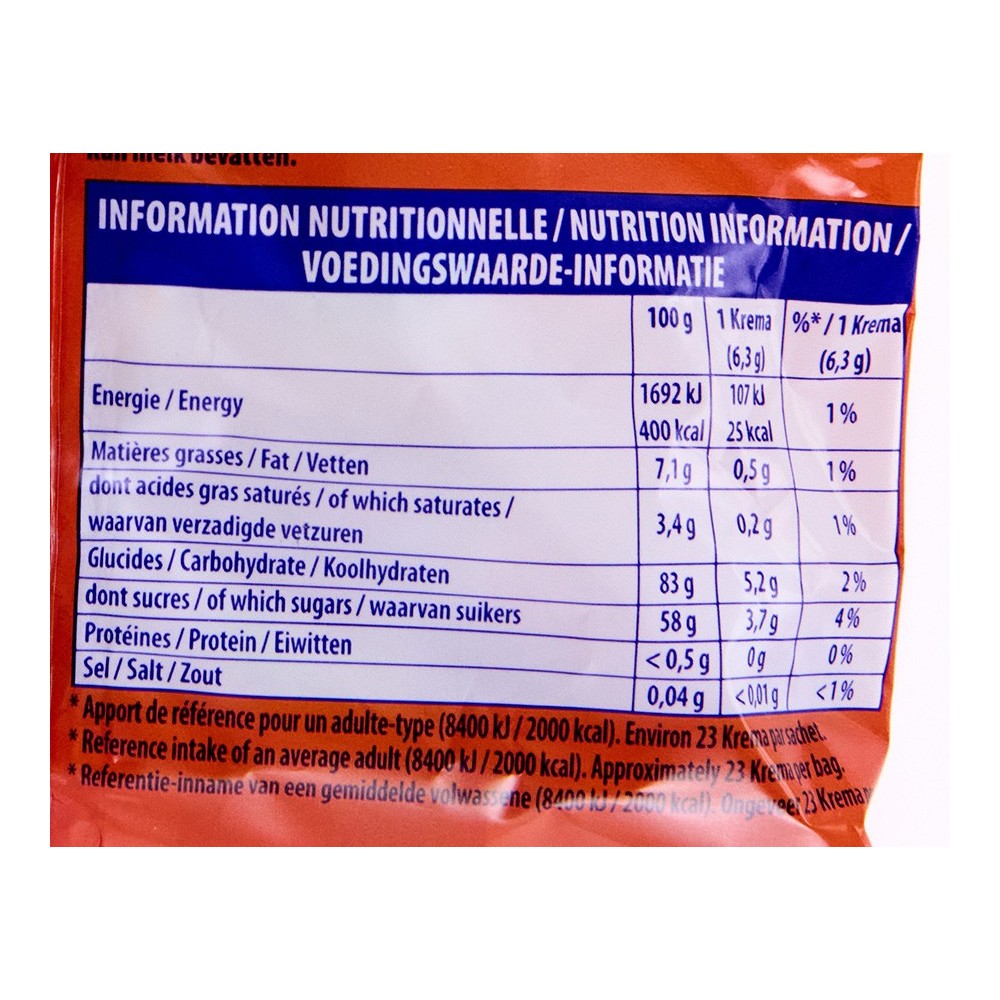 bevatten.
INFORMATION NUTRITIONNELLE / NUTRITION INFORMATION /
VOEDINGSWAARDE-INFORMATIE
100 g 1 Krema %* / 1 Krema
(6,3 g) (6,3 g)
Energie / Energy 1692 kJ 107 kJ 1 %
400 kcal 25 kcal
Matières grasses / Fat / Vetten 7,1 g 0,5 g 1 %
dont acides gras saturés / of which saturates /
waarvan verzadigde vetzuren 3,4 g 0,2 g 1%
Glucides / Carbohydrate / Koolhydraten 83 g 5,2 g 2 %
dont sucres / of which sugars / waarvan suikers 58 g 3,7 g 4 %
Protéines / Protein / Eiwitten < 0,5 g 0 g 0 %
Sel / Salt / Zout 0,04 g <0,01 g <1 %
* Apport de référence pour un adulte-type (8400 kJ / 2000 kcal). Environ 23 Krema par sachet.
* Reference intake of an average adult (8400 kJ / 2000 kcal). Approximately 23 Krema per bag.
* Referentie-inname van een gemiddelde volwassene (8400 kJ / 2000 kcal). Ongeveer 23 Krema